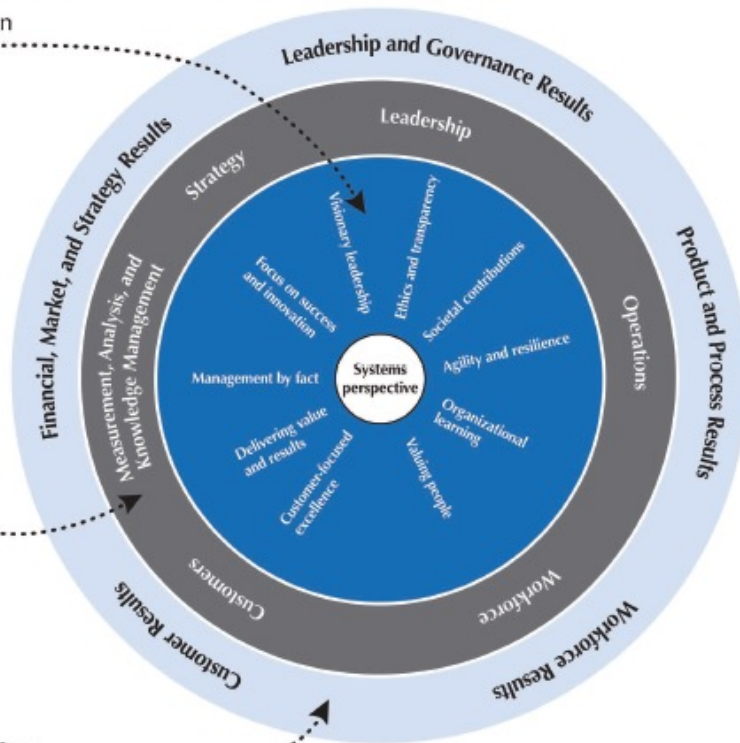 n
Leadership and Governance Results
Product and Process Results
Workforce Results
Customer Results
Financial, Market, and Strategy Results
Leadership
Operations
Workforce
Customers
Measurement, Analysis, and
Knowledge Management
Strategy
Visionary leadership
Ethics and transparency
Societal contributions
Agility and resilience
Organizational
learning
Valuing people
Customer-focused
excellence
Delivering value
and results
Management by fact
Focus on success
and innovation
Systems
perspective